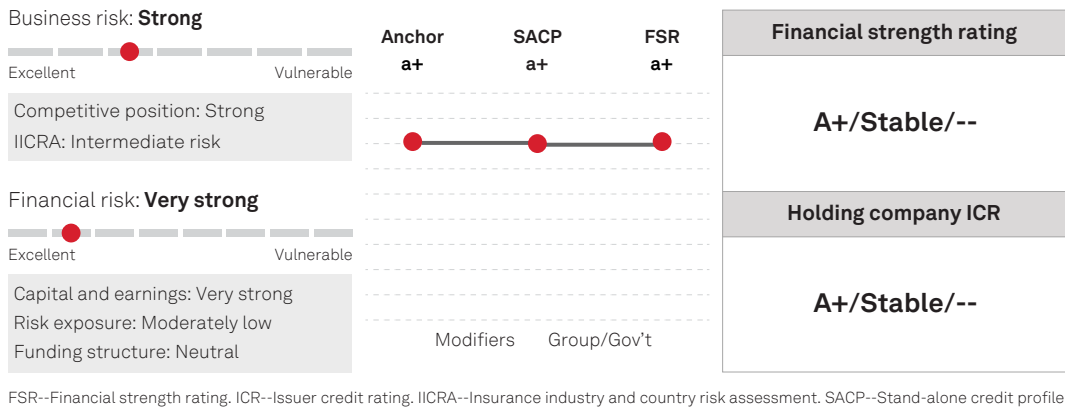 Business risk: Strong
Excellent Vulnerable
Competitive position: Strong
IICRA: Intermediate risk
Financial risk: Very strong
Excellent Vulnerable
Capital and earnings: Very strong
Risk exposure: Moderately low
Funding structure: Neutral
Anchor SACP FSR
a+ a+ a+
Modifiers Group/Gov't
Financial strength rating
A+/Stable/--
Holding company ICR
A+/Stable/--
FSR--Financial strength rating. ICR--Issuer credit rating. IICRA--Insurance industry and country risk assessment. SACP--Stand-alone credit profile